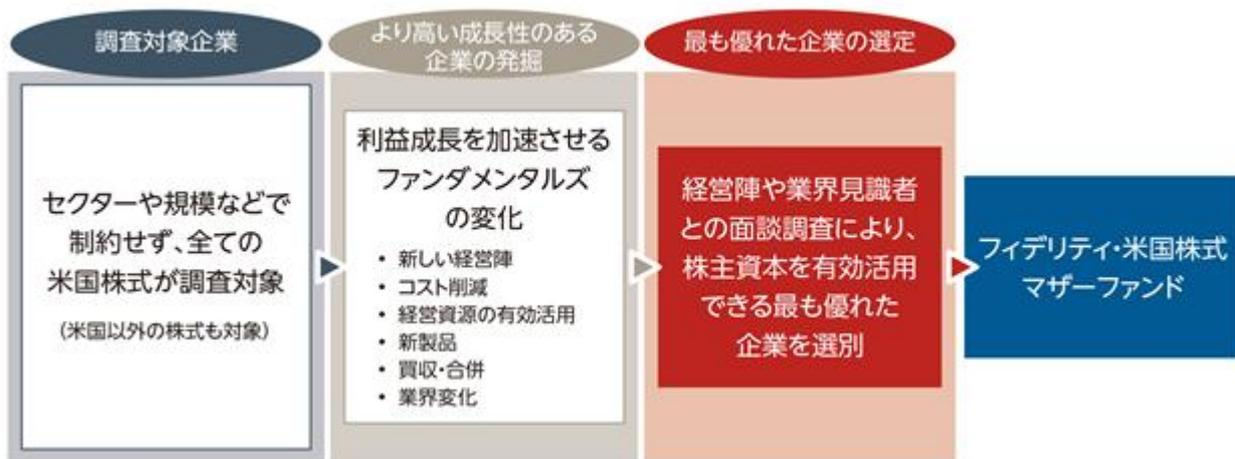 調査対象企業
セクターや規模などで
制約せず、全ての
米国株式が調査対象
(米国以外の株式も対象)
より高い成長性のある
企業の発掘
利益成長を加速させる
ファンダメンタルズ
の変化
• 新しい経営陣
• コスト削減
• 経営資源の有効活用
• 新製品
• 買収・合併
• 業界変化
最も優れた企業の選定
経営陣や業界見識者
との面談調査により、
株主資本を有効活用
できる最も優れた
企業を選別
フィデリティ・米国株式
マザーファンド